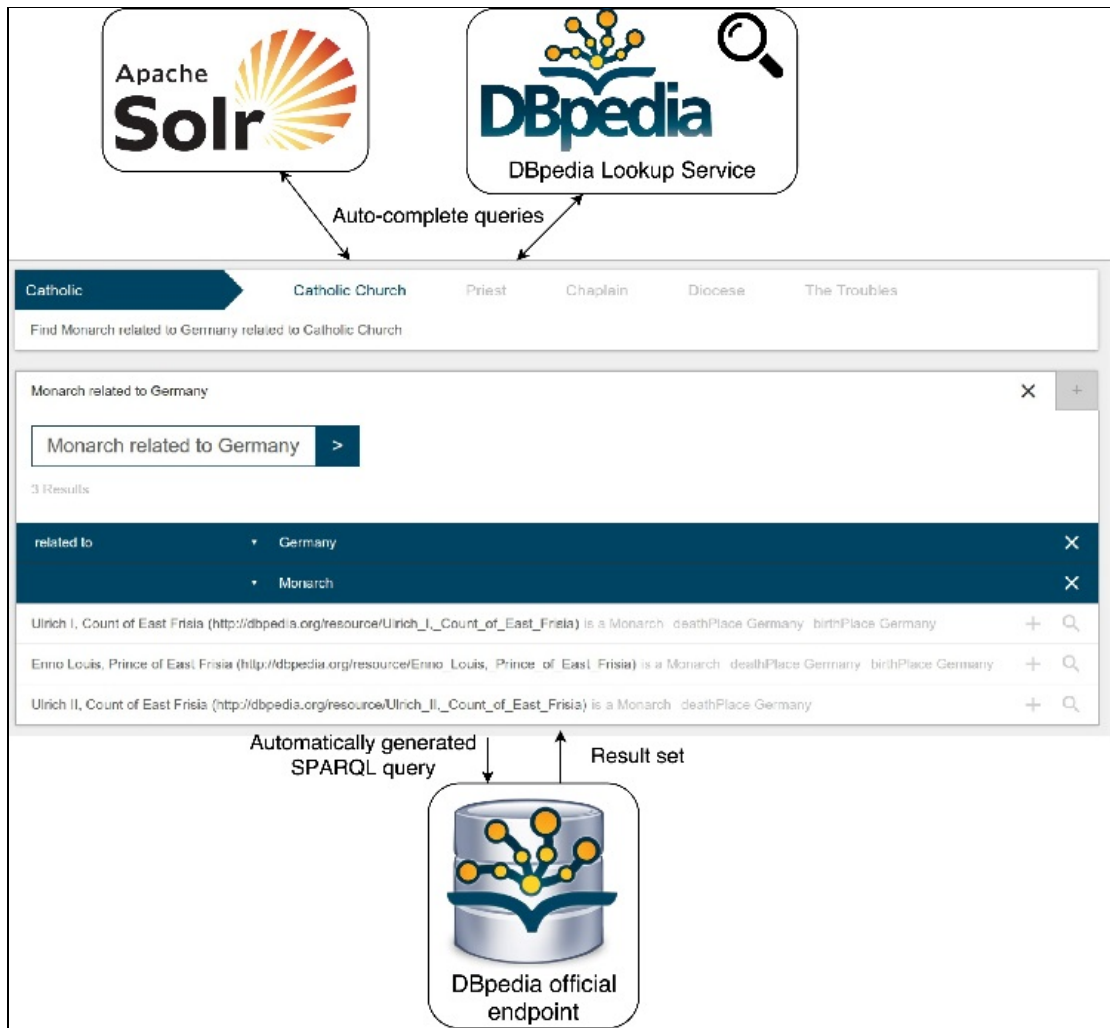 Apache
Solr
DBpedia
DBpedia Lookup Service
Auto-complete queries
Catholic Catholic Church Priest Chaplain Diocese The Troubles
Find Monarch related to Germany related to Catholic Church
Monarch related to Germany × +
Monarch related to Germany >
3 Results
related to Germany ×
Monarch ×
Ulrich I, Count of East Frisia (http://dbpedia.org/resource/Ulrich_I,_Count_of_East_Frisia) is a Monarch deathPlace Germany birthPlace Germany +
Enno Louis, Prince of East Frisia (http://dbpedia.org/resource/Enno_Louis,_Prince_of_East_Frisia) is a Monarch deathPlace Germany birthPlace Germany +
Ulrich II, Count of East Frisia (http://dbpedia.org/resource/Ulrich_II,_Count_of_East_Frisia) is a Monarch deathPlace Germany +
Automatically generated
SPARQL query
Result set
DBpedia official
endpoint